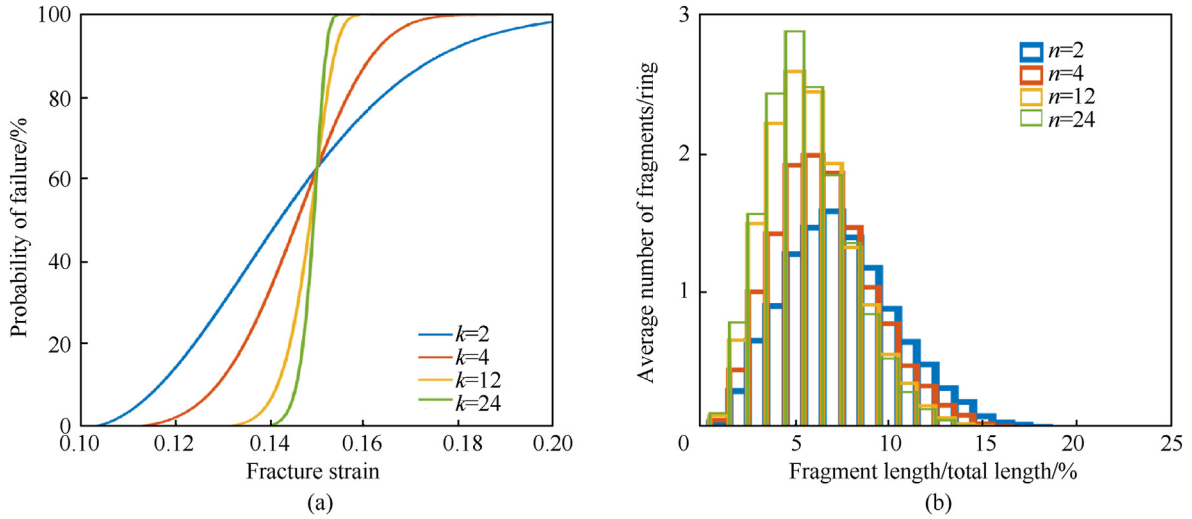 100
80
60
40
20
0
Probability of failure/%
k=2
k=4
k=12
k=24
0.10
0.12
0.14
0.16
0.18
0.20
Fracture strain
(a)
3
2
1
0
Average number of fragments/ring
n=2
n=4
n=12
n=24
5
10
15
20
25
Fragment length/total length/%
(b)